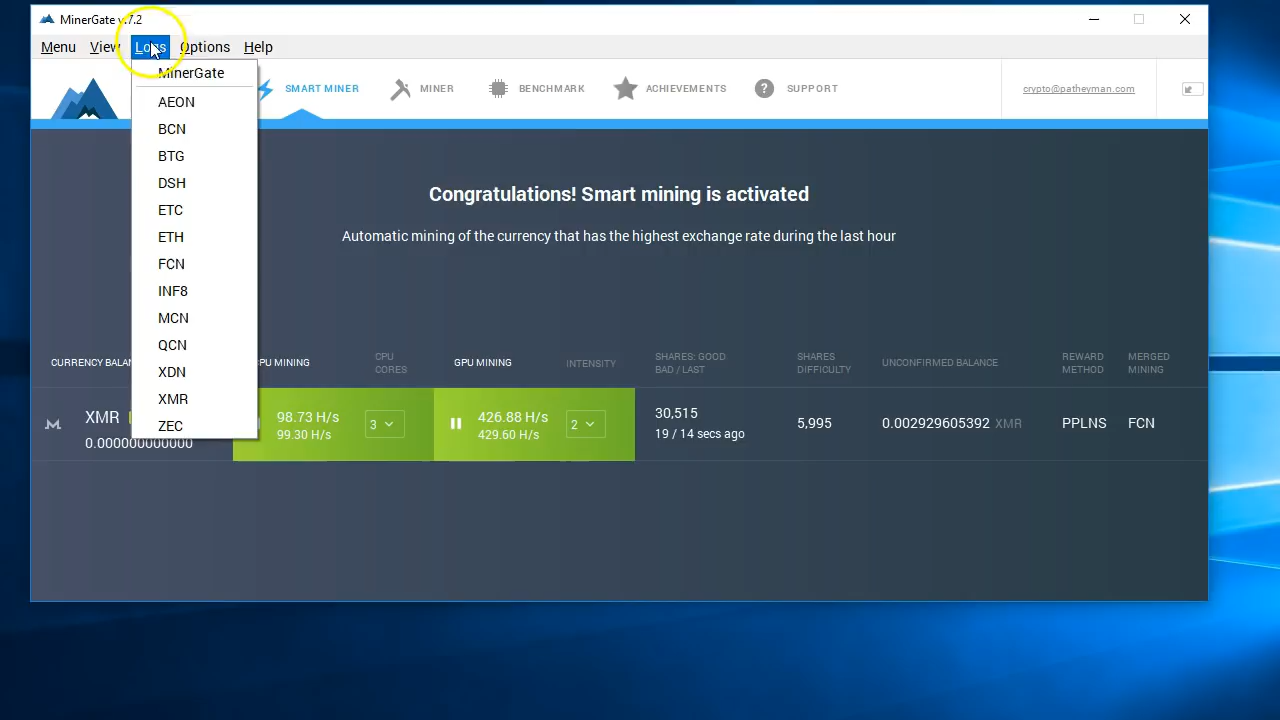 MinerGate v.7.2
Menu View Logs Options Help
MinerGate
AEON
BCN
BTG
DSH
ETC
ETH
FCN
INF8
MCN
QCN
XDN
XMR
ZEC
SMART MINER MINER BENCHMARK ACHIEVEMENTS ? SUPPORT crypto@patheyman.com
Congratulations! Smart mining is activated
Automatic mining of the currency that has the highest exchange rate during the last hour
CURRENCY GPU MINING INTENSITY UNCONFIRMED BALANCE
CPU
CORES
SHARES: GOOD
BAD / LAST
SHARES
DIFFICULTY
REWARD
METHOD
MERGED
MINING
XMR
0.000000000000
98.73 H/s
99.30 H/s
3
426.88 H/s
429.60 H/s
2
30,515
19 / 14 secs ago
5,995
0.002929605392 XMR
PPLNS
FCN